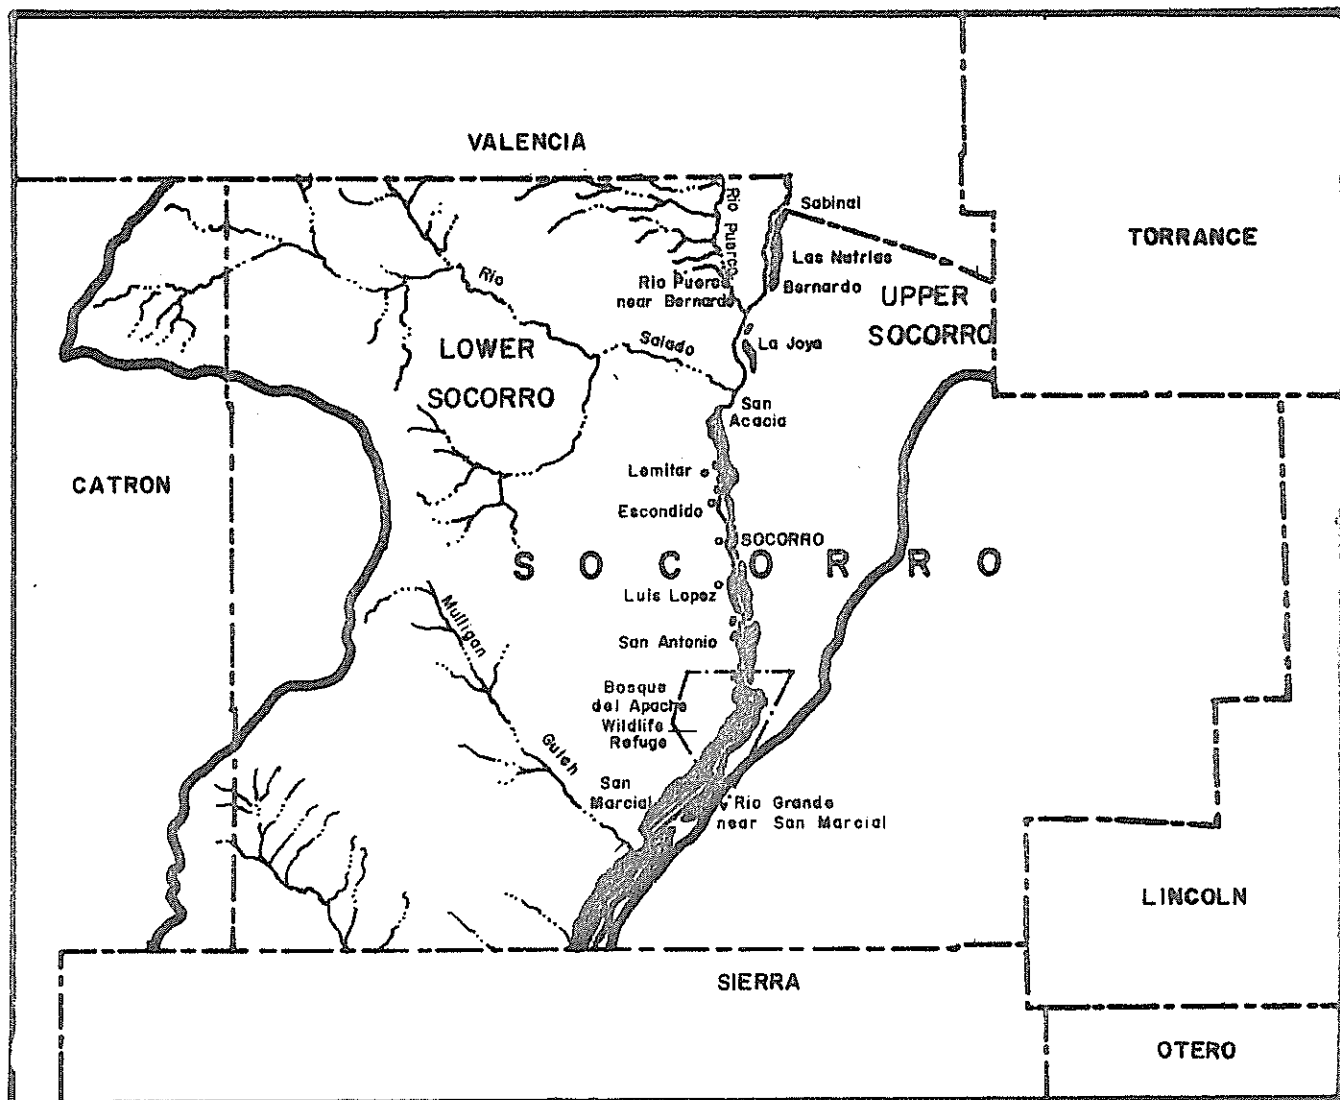 VALENCIA
TORRANCE
Sabinal
Rio Puerco
Las Nutrias
Rio Puerco
near Bernardo
Bernardo
UPPER
SOCORRO
Rio
Salado
La Joya
LOWER
SOCORRO
San
Acacia
CATRON
Lemitar
Escondido
SOCORRO
SOCORRO
Luis Lopez
Mulligan
Gulch
San Antonio
Bosque
del Apache
Wildlife
Refuge
San
Marcial
Rio Grande
near San Marcial
LINCOLN
SIERRA
OTERO